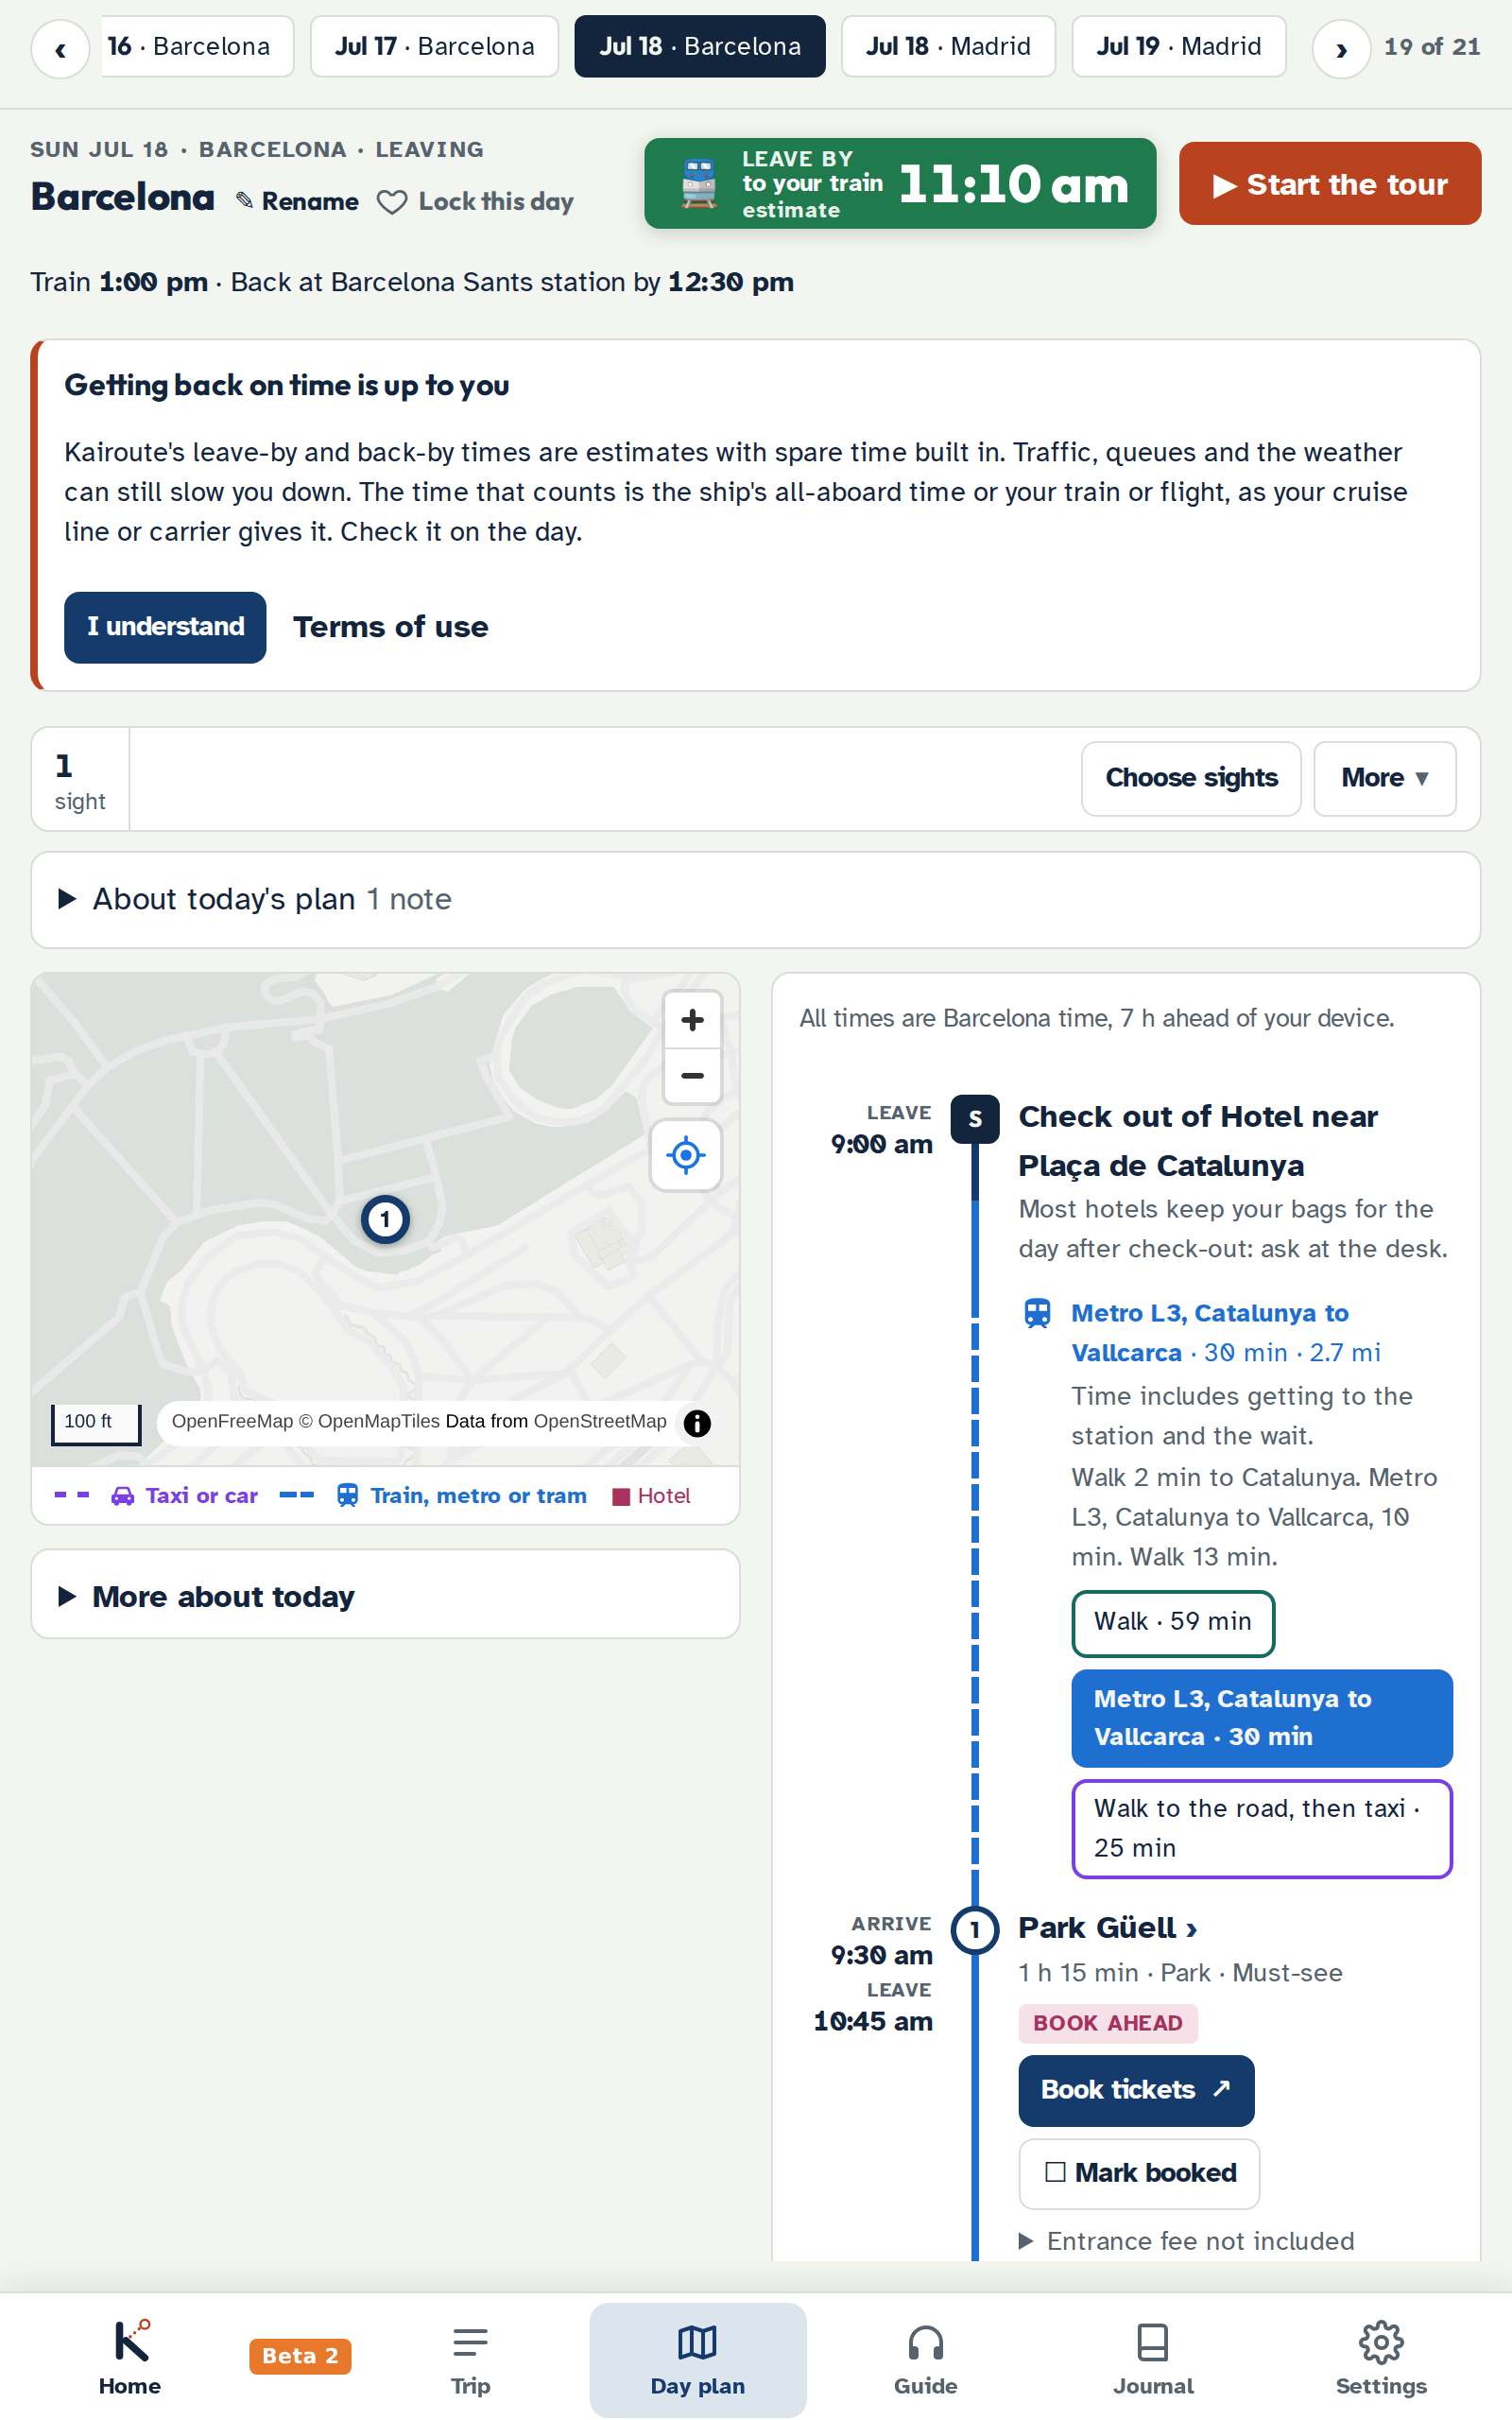 ‹
16 · Barcelona
Jul 17 · Barcelona
Jul 18 · Barcelona
Jul 18 · Madrid
Jul 19 · Madrid
›
19 of 21
SUN JUL 18 · BARCELONA · LEAVING
Barcelona
✎ Rename
Lock this day
LEAVE BY
to your train
estimate
11:10 am
▶ Start the tour
Train 1:00 pm · Back at Barcelona Sants station by 12:30 pm
Getting back on time is up to you
Kairoute's leave-by and back-by times are estimates with spare time built in. Traffic, queues and the weather
can still slow you down. The time that counts is the ship's all-aboard time or your train or flight, as your cruise
line or carrier gives it. Check it on the day.
I understand
Terms of use
1
sight
Choose sights
More ▼
▶ About today's plan 1 note
1
100 ft
OpenFreeMap © OpenMapTiles Data from OpenStreetMap
Taxi or car
Train, metro or tram
Hotel
▶ More about today
All times are Barcelona time, 7 h ahead of your device.
LEAVE
9:00 am
S
Check out of Hotel near
Plaça de Catalunya
Most hotels keep your bags for the
day after check-out: ask at the desk.
Metro L3, Catalunya to
Vallcarca · 30 min · 2.7 mi
Time includes getting to the
station and the wait.
Walk 2 min to Catalunya. Metro
L3, Catalunya to Vallcarca, 10
min. Walk 13 min.
Walk · 59 min
Metro L3, Catalunya to
Vallcarca · 30 min
Walk to the road, then taxi ·
25 min
ARRIVE
9:30 am
LEAVE
10:45 am
1
Park Güell ›
1 h 15 min · Park · Must-see
BOOK AHEAD
Book tickets ↗
☐ Mark booked
▶ Entrance fee not included
Home
Beta 2
Trip
Day plan
Guide
Journal
Settings